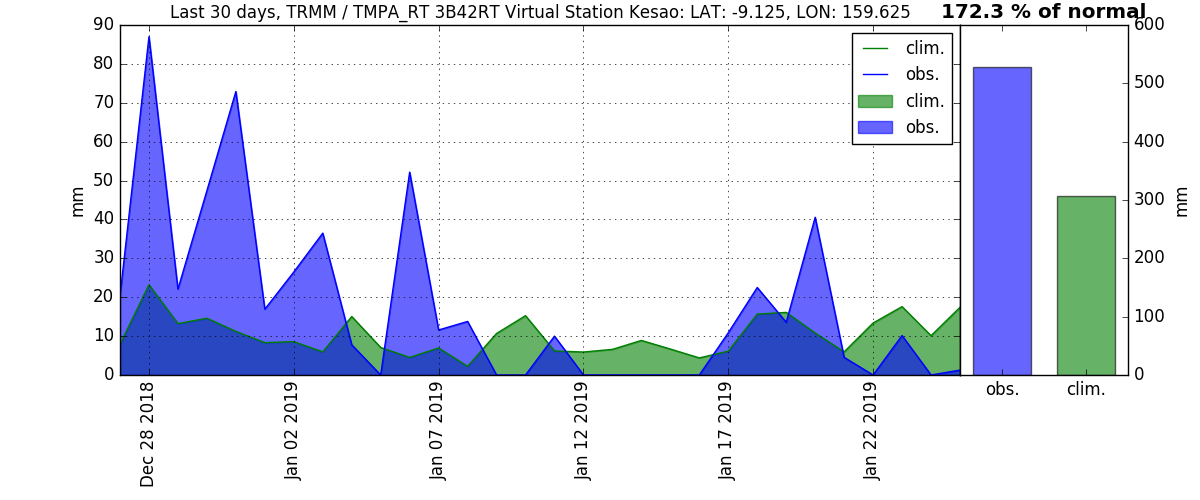 Last 30 days, TRMM / TMPA_RT 3B42RT Virtual Station Kesao: LAT: -9.125, LON: 159.625
172.3 % of normal
90
80
70
60
50
40
30
20
10
0
mm
clim.
obs.
clim.
obs.
Dec 28 2018
Jan 02 2019
Jan 07 2019
Jan 12 2019
Jan 17 2019
Jan 22 2019
600
500
400
300
200
100
0
mm
obs.
clim.